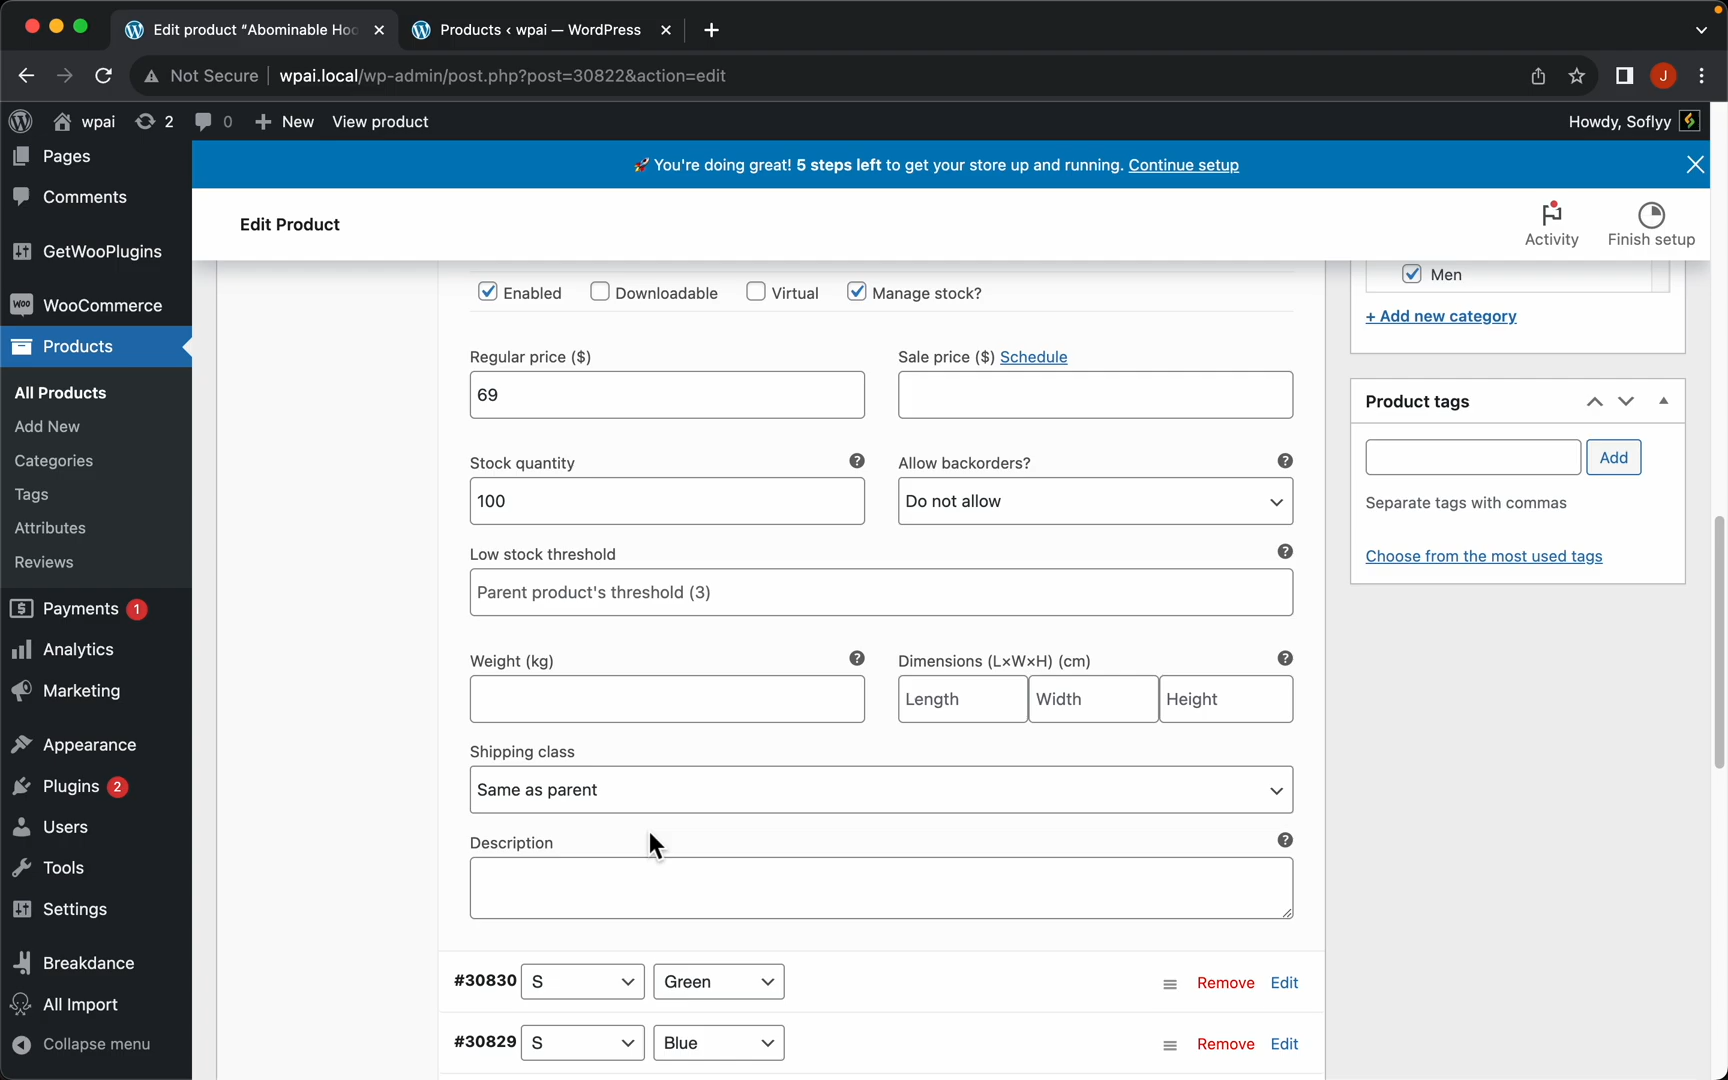 Edit product “Abominable Hoo
Products ‹ wpai — WordPress
Not Secure wpai.local/wp-admin/post.php?post=30822&action=edit
J
wpai 2 0 New View product Howdy, Soflyy
🚀 You're doing great! 5 steps left to get your store up and running. Continue setup
Edit Product
Activity
Finish setup
Pages
Comments
GetWooPlugins
WooCommerce
Products
All Products
Add New
Categories
Tags
Attributes
Reviews
Payments 1
Analytics
Marketing
Appearance
Plugins 2
Users
Tools
Settings
Breakdance
All Import
Collapse menu
Enabled Downloadable Virtual Manage stock?
Regular price ($)
69
Sale price ($) Schedule
Stock quantity
100
Allow backorders?
Do not allow
Low stock threshold
Parent product's threshold (3)
Weight (kg)
Dimensions (L×W×H) (cm)
Length Width Height
Shipping class
Same as parent
Description
#30830 S Green Remove Edit
#30829 S Blue Remove Edit
Men
+ Add new category
Product tags
Add
Separate tags with commas
Choose from the most used tags